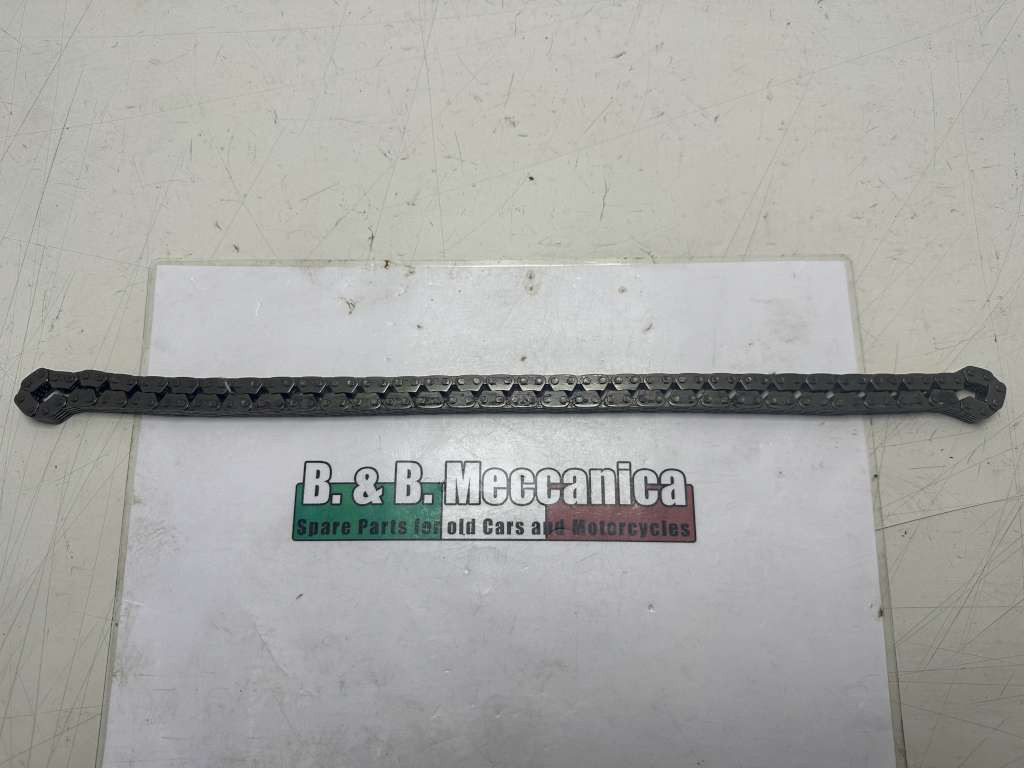 B. & B. Meccanica
Spare Parts for old Cars and Motorcycles